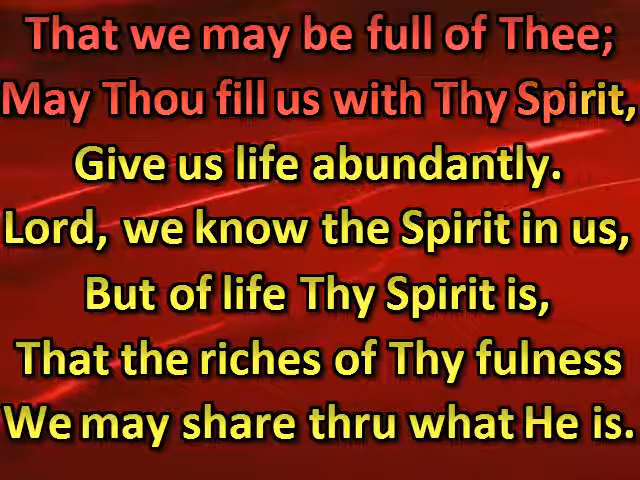 That we may be full of Thee;
May Thou fill us with Thy Spirit,
Give us life abundantly.
Lord, we know the Spirit in us,
But of life Thy Spirit is,
That the riches of Thy fulness
We may share thru what He is.